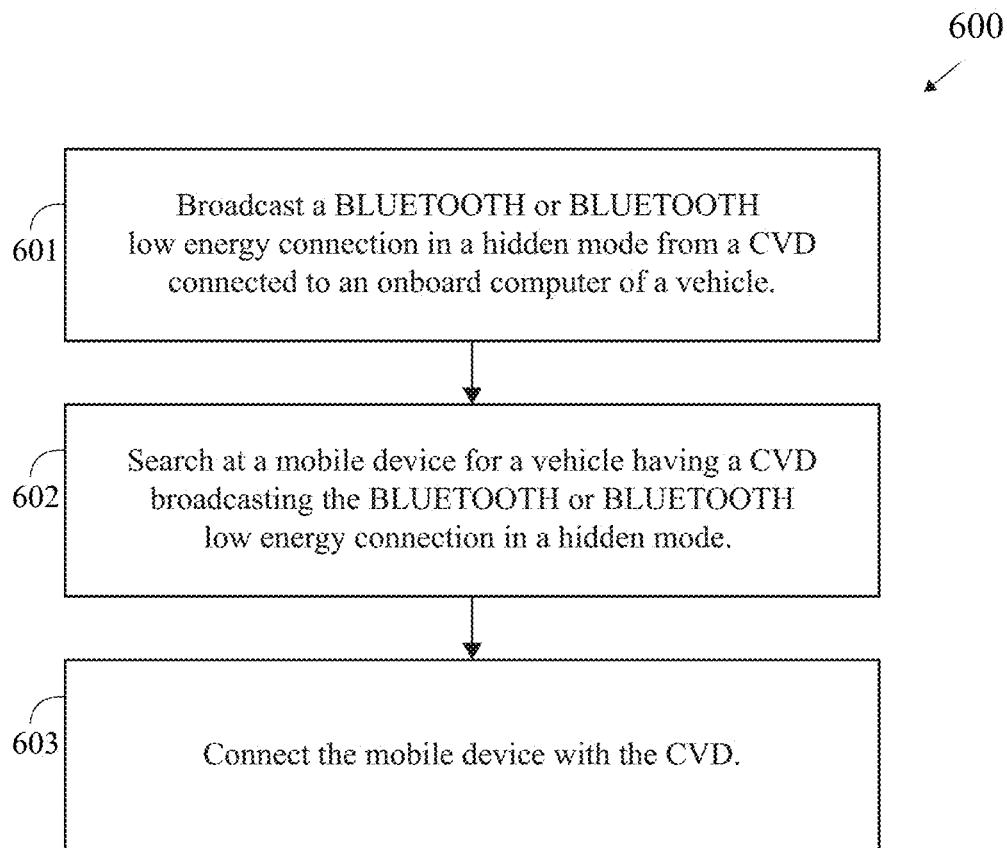 600
601
Broadcast a BLUETOOTH or BLUETOOTH
low energy connection in a hidden mode from a CVD
connected to an onboard computer of a vehicle.
602
Search at a mobile device for a vehicle having a CVD
broadcasting the BLUETOOTH or BLUETOOTH
low energy connection in a hidden mode.
603
Connect the mobile device with the CVD.